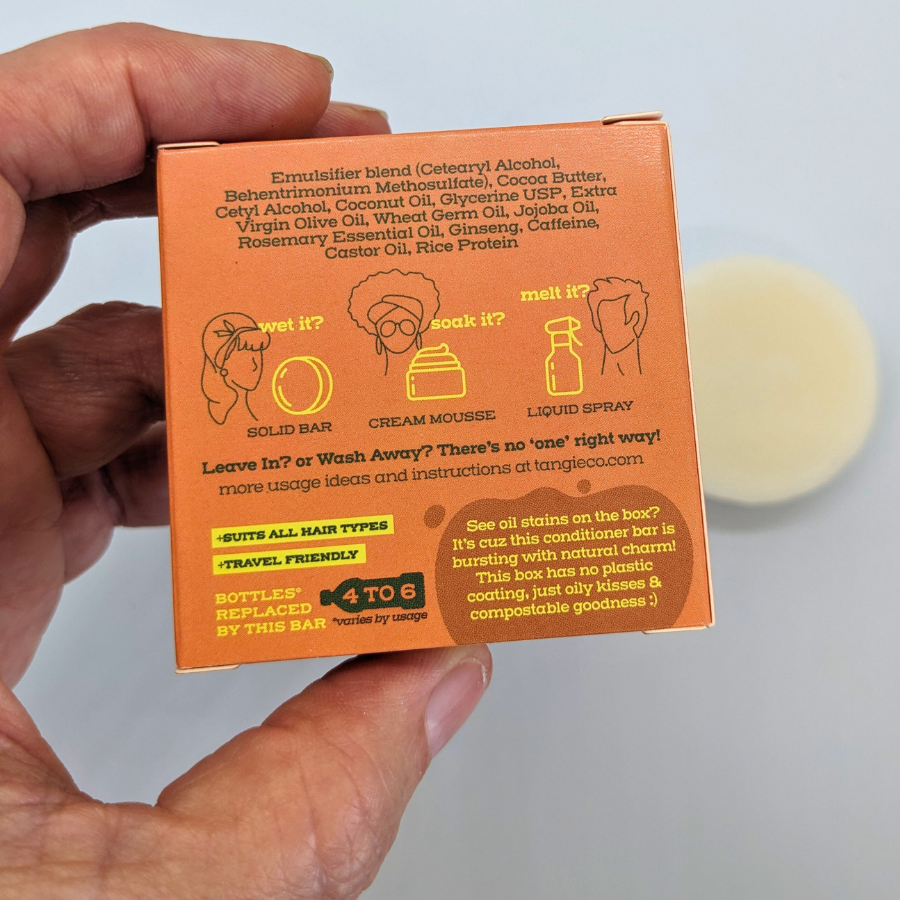 Emulsifier blend (Cetearyl Alcohol,
Behentrimonium Methosulfate), Cocoa Butter,
Cetyl Alcohol, Coconut Oil, Glycerine USP, Extra
Virgin Olive Oil, Wheat Germ Oil, Jojoba Oil,
Rosemary Essential Oil, Ginseng, Caffeine,
Castor Oil, Rice Protein
wet it?
soak it?
melt it?
SOLID BAR
CREAM MOUSSE
LIQUID SPRAY
Leave In? or Wash Away? There's no 'one' right way!
more usage ideas and instructions at tangieco.com
+SUITS ALL HAIR TYPES
+TRAVEL FRIENDLY
BOTTLES*
REPLACED
BY THIS BAR
4 TO 6
*varies by usage
See oil stains on the box?
It's cuz this conditioner bar is
bursting with natural charm!
This box has no plastic
coating, just oily kisses &
compostable goodness ;)